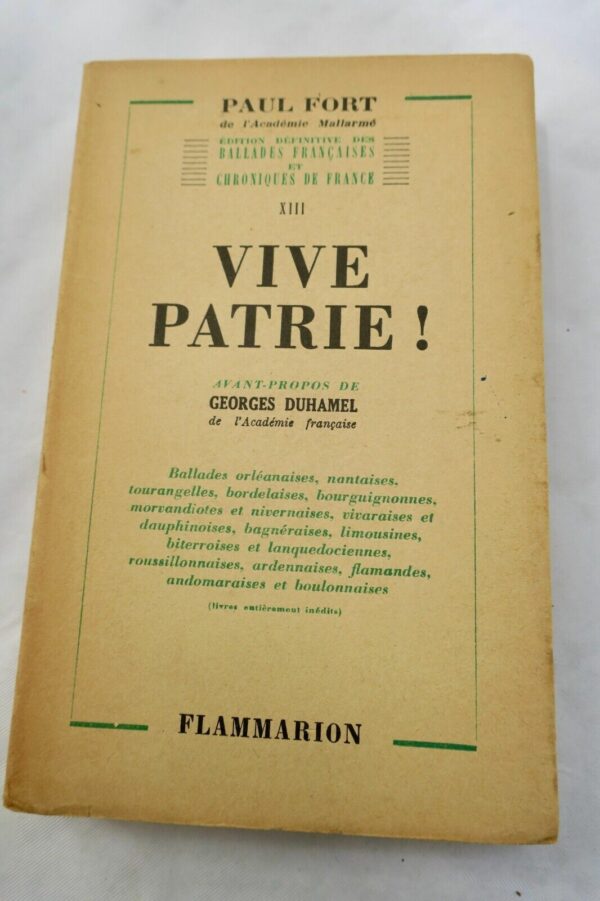 PAUL FORT
de l'Académie Mallarmé
ÉDITION DÉFINITIVE DES
BALLADES FRANÇAISES
ET
CHRONIQUES DE FRANCE
XIII
VIVE
PATRIE !
AVANT-PROPOS DE
GEORGES DUHAMEL
de l'Académie française
Ballades orléanaises, nantaises,
tourangelles, bordelaises, bourguignonnes,
morvandiotes et nivernaises, vivaraises et
dauphinoises, bagnéraises, limousines,
biterroises et lanquedociennes,
roussillonnaises, ardennaises, flamandes,
andomaraises et boulonnaises
(livres entièrement inédits)
FLAMMARION